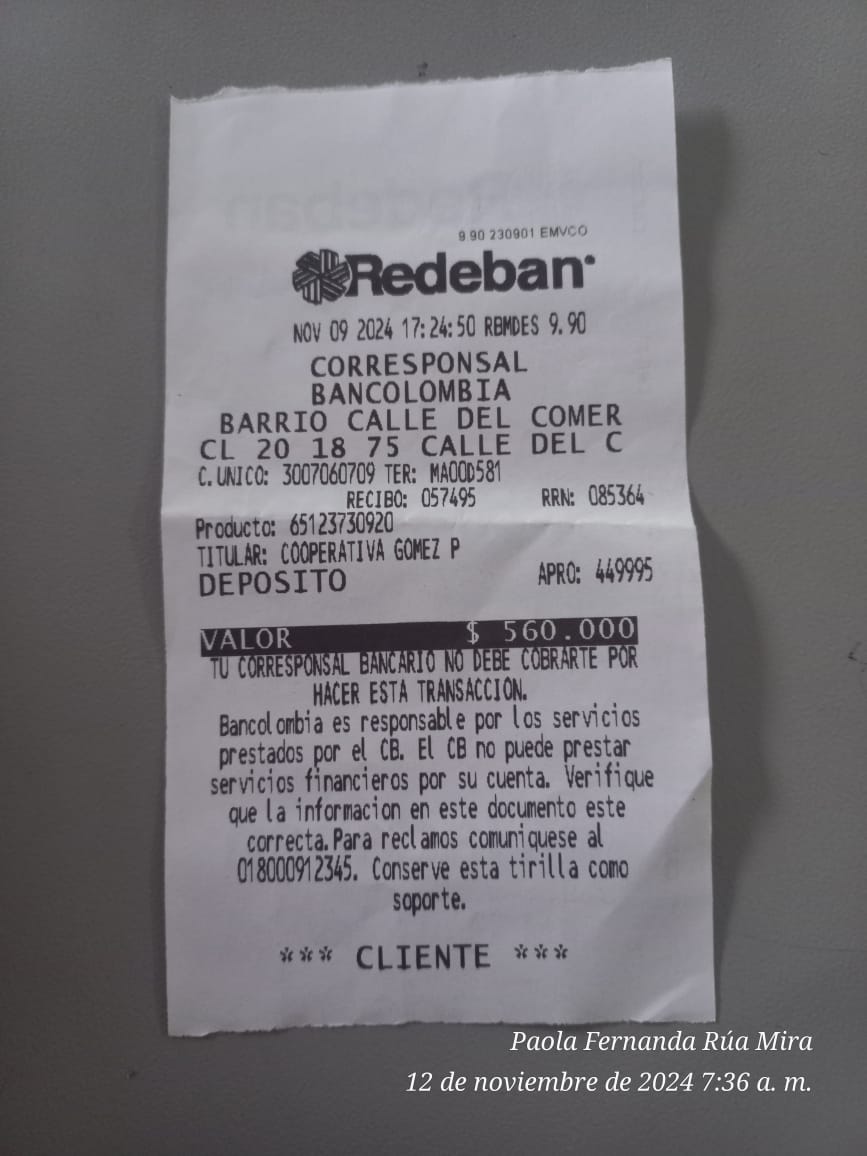 9.90 230901 EMVCO
Redeban
NOV 09 2024 17:24:50 RBMDES 9.90
CORRESPONSAL
BANCOLOMBIA
BARRIO CALLE DEL COMER
CL 20 18 75 CALLE DEL C
C.UNICO: 3007060709 TER: MA00D581
RECIBO: 057495 RRN: 085364
Producto: 65123730920
TITULAR: COOPERATIVA GOMEZ P
DEPOSITO APRO: 449995
VALOR $ 560.000
TU CORRESPONSAL BANCARIO NO DEBE COBRARTE POR
HACER ESTA TRANSACCION.
Bancolombia es responsable por los servicios
prestados por el CB. El CB no puede prestar
servicios financieros por su cuenta. Verifique
que la informacion en este documento este
correcta.Para reclamos comuniquese al
018000912345. Conserve esta tirilla como
soporte.
*** CLIENTE ***
Paola Fernanda Rúa Mira
12 de noviembre de 2024 7:36 a. m.